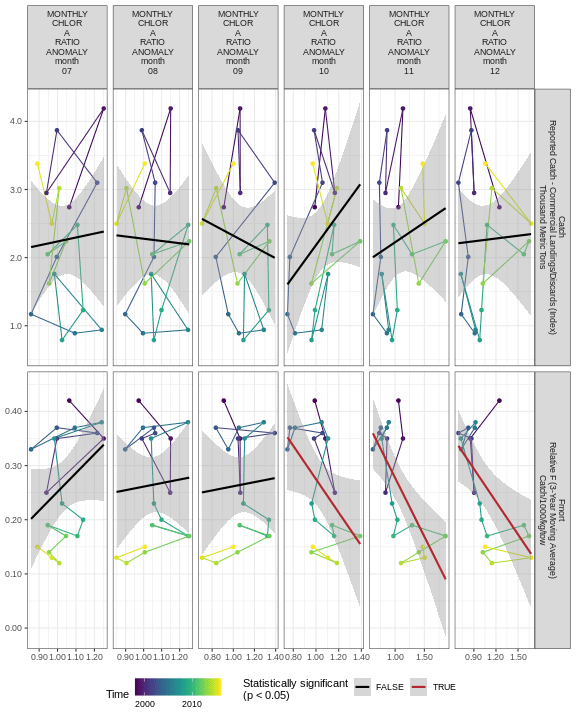 MONTHLY
CHLOR
A
RATIO
ANOMALY
month
07
MONTHLY
CHLOR
A
RATIO
ANOMALY
month
08
MONTHLY
CHLOR
A
RATIO
ANOMALY
month
09
MONTHLY
CHLOR
A
RATIO
ANOMALY
month
10
MONTHLY
CHLOR
A
RATIO
ANOMALY
month
11
MONTHLY
CHLOR
A
RATIO
ANOMALY
month
12
4.0
3.0
2.0
1.0
Catch
Reported Catch - Commercial Landings/Discards (Index)
Thousand Metric Tons
0.40
0.30
0.20
0.10
0.00
Fmort
Relative F (3-Year Moving Average)
Catch/1000/kg/tow
0.90 1.00 1.10 1.20
0.90 1.00 1.10 1.20
0.80 1.00 1.20 1.40
0.80 1.00 1.20 1.40
1.00 1.50
0.90 1.20 1.50
Time
2000 2010
Statistically significant
(p < 0.05)
FALSE
TRUE